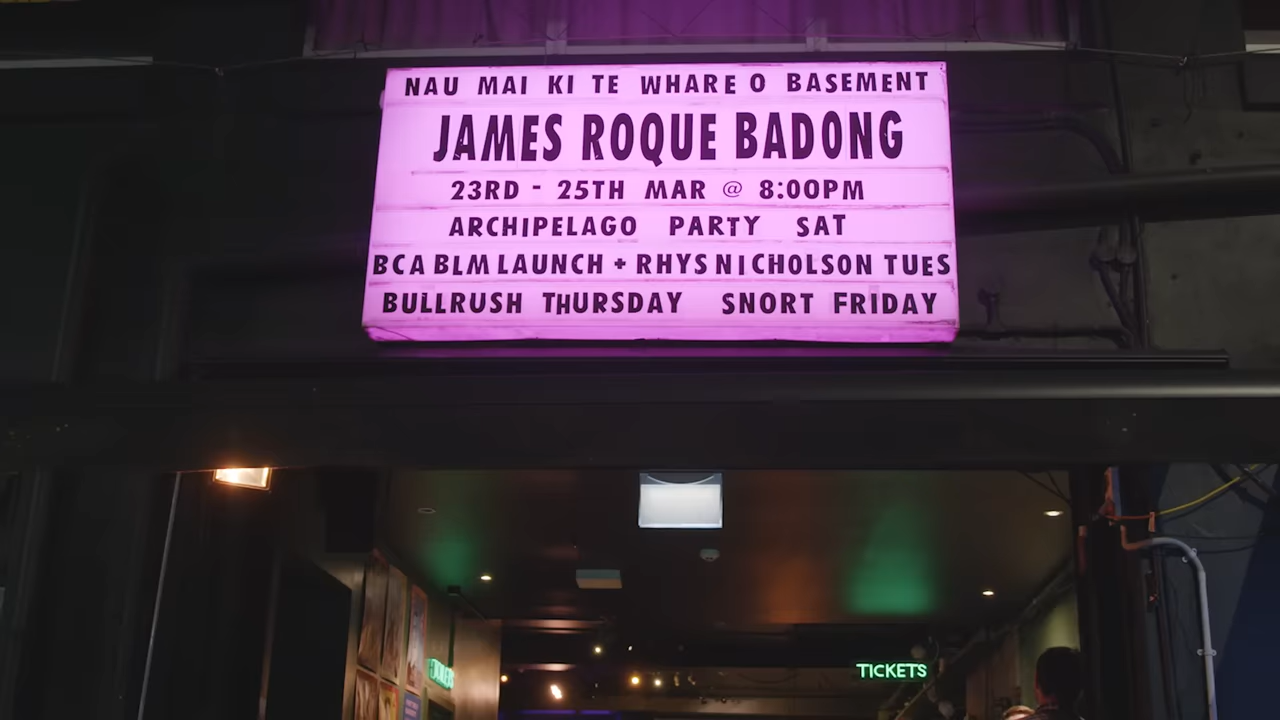 NAU MAI KI TE WHARE O BASEMENT
JAMES ROQUE BADONG
23RD - 25TH MAR @ 8:00PM
ARCHIPELAGO PARTY SAT
BCA BLM LAUNCH + RHYS NICHOLSON TUES
BULLRUSH THURSDAY SNORT FRIDAY
TICKETS